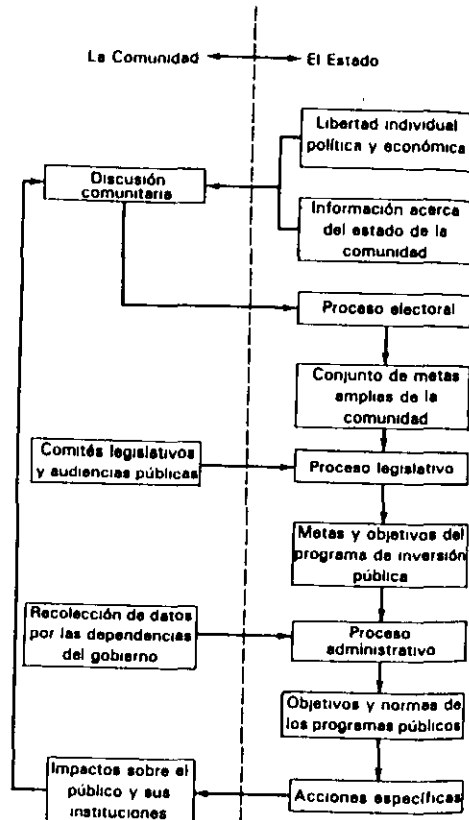 La Comunidad
El Estado
Libertad individual
política y económica
Discusión
comunitaria
Información acerca
del estado de la
comunidad
Proceso electoral
Conjunto de metas
amplias de la
comunidad
Comités legislativos
y audiencias públicas
Proceso legislativo
Metas y objetivos del
programa de inversión
pública
Recolección de datos
por las dependencias
del gobierno
Proceso
administrativo
Objetivos y normas de
los programas públicos
Impactos sobre el
público y sus
instituciones
Acciones específicas